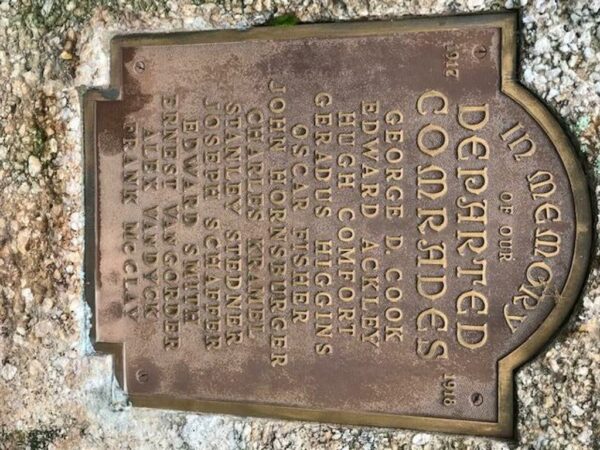 IN MEMORY
OF OUR
1917 DEPARTED 1918
COMRADES
GEORGE D. COOK
EDWARD ACKLEY
HUGH COMFORT
GERADUS HIGGINS
OSCAR FISHER
JOHN HORNSBURGER
CHARLES KRAMEL
STANLEY STEDNER
JOSEPH SCHAFFER
EDWARD SMITH
ERNEST VANGORDER
ALEX VANDYCK
FRANK MCCLAY